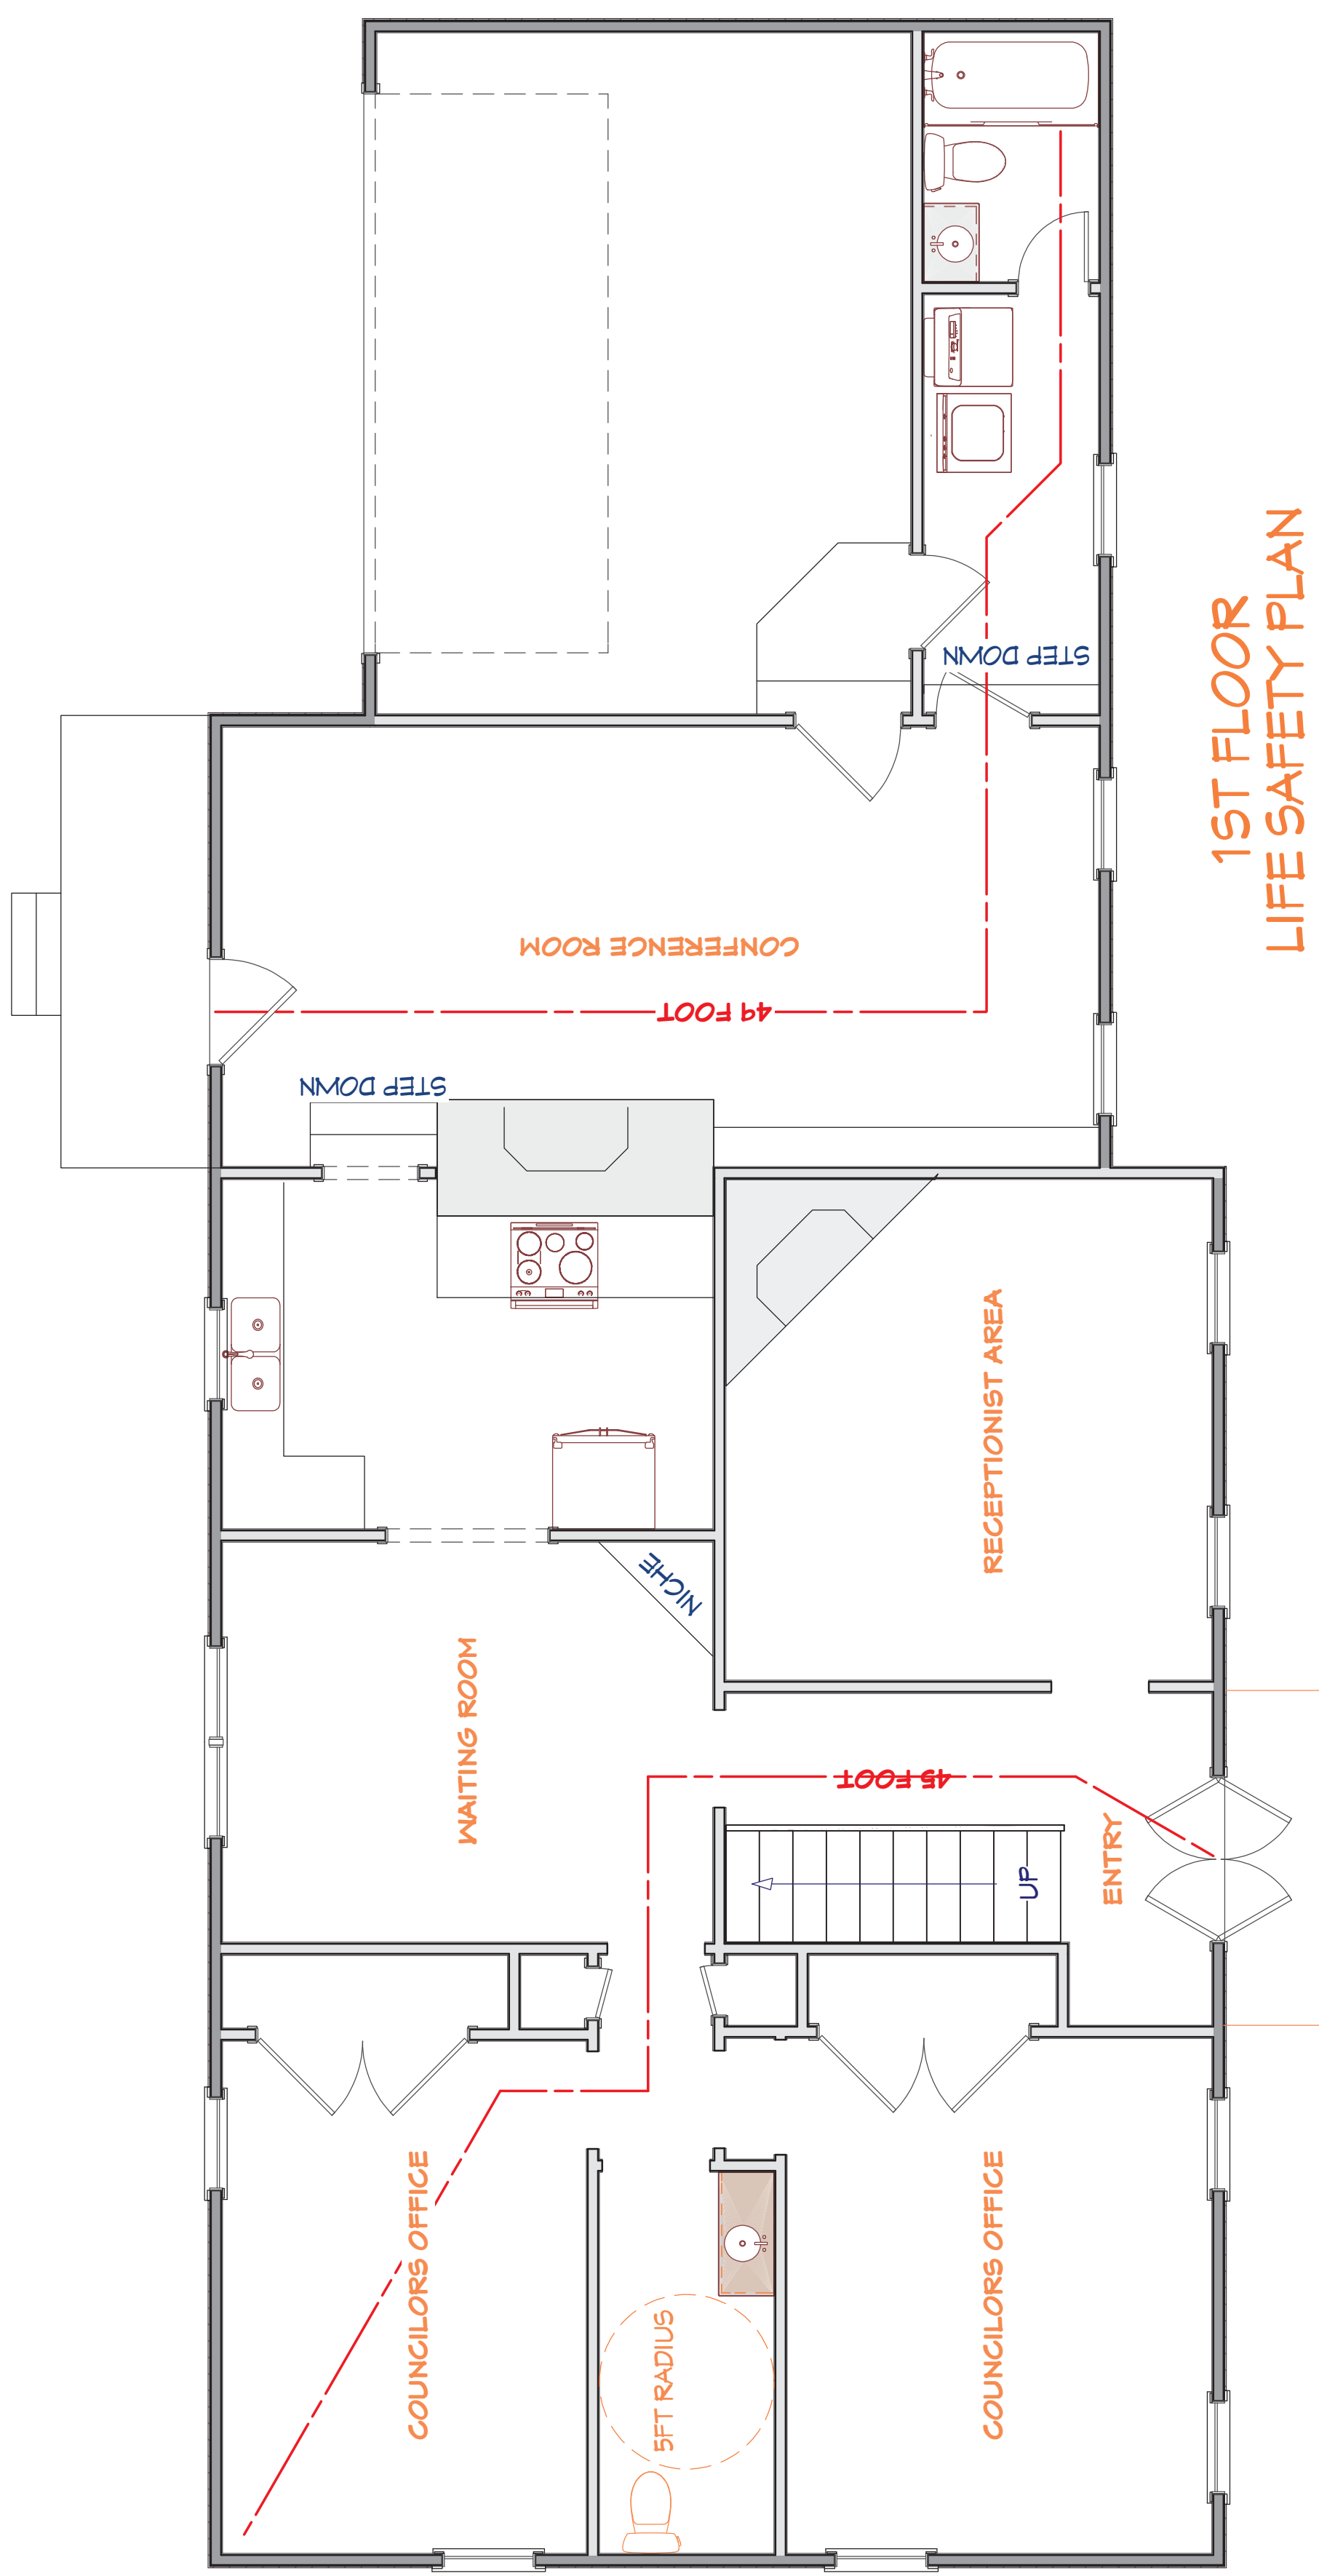 1ST FLOOR
LIFE SAFETY PLAN
STEP DOWN
CONFERENCE ROOM
49 FOOT
STEP DOWN
RECEPTIONIST AREA
NICHE
WAITING ROOM
45 FOOT
ENTRY
UP
COUNCILORS OFFICE
COUNCILORS OFFICE
5FT RADIUS